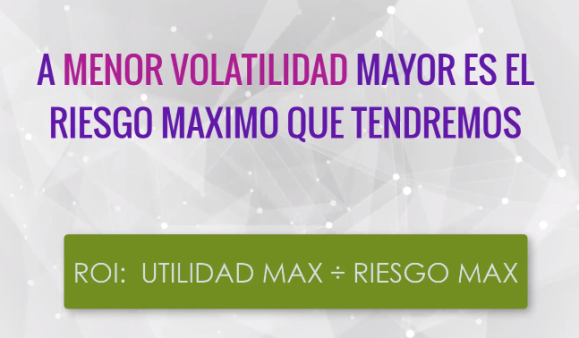 A MENOR VOLATILIDAD MAYOR ES EL
RIESGO MAXIMO QUE TENDREMOS
ROI: UTILIDAD MAX ÷ RIESGO MAX